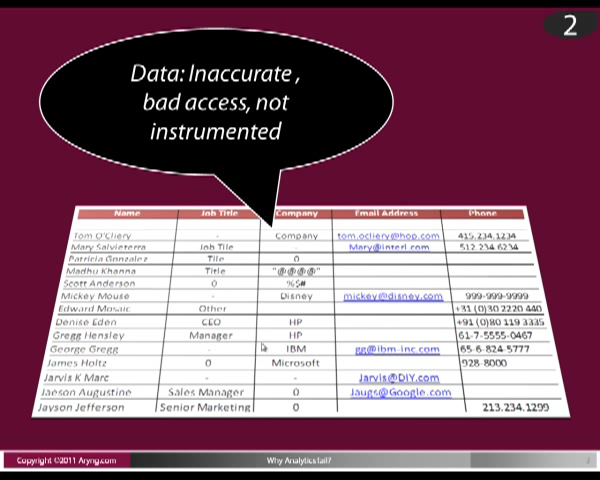 2
Data: Inaccurate ,
bad access, not
instrumented
Name Job Title Company Email Address Phone
Tom O'Cliery - Company tom.ocliery@hop.com 415.234.1234
Mary Salvieterra Job Tile - Mary@interl.com 512.234.6234
Patricia Gonzalez Tile 0
Madhu Khanna Title "@@@@"
Scott Anderson 0 %$#
Mickey Mouse - Disney mickey@disney.com 999-999-9999
Edward Mosaic Other +31 (0)30 2220 440
Denise Eden CEO HP +91 (0)80 119 3335
Gregg Hensley Manager HP 61-7-5555-0467
George Gregg - IBM gg@ibm-inc.com 65-6-824-5777
James Holtz 0 Microsoft 928-8000
Jarvis K Marc - - Jarvis@DIY.com
Jaeson Augustine Sales Manager 0 Jaugs@Google.com
Jayson Jefferson Senior Marketing 0 213.234.1299
Copyright ©2011 Aryng.com Why Analytics fail?